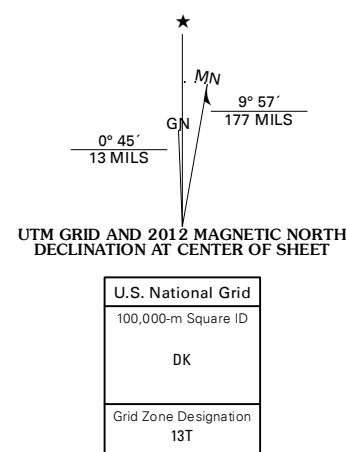 ★
MN
GN
9° 57´
177 MILS
0° 45´
13 MILS
UTM GRID AND 2012 MAGNETIC NORTH
DECLINATION AT CENTER OF SHEET
U.S. National Grid
100,000-m Square ID
DK
Grid Zone Designation
13T